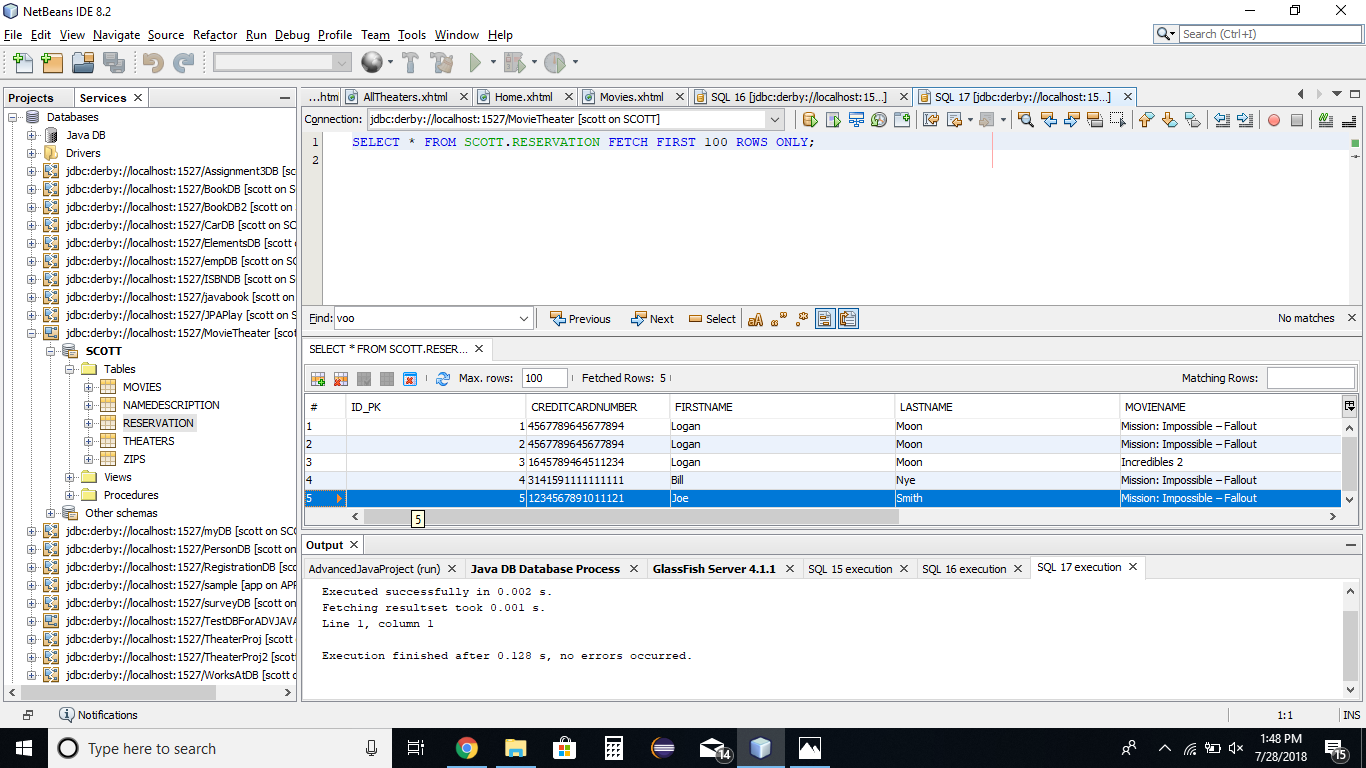 NetBeans IDE 8.2
File Edit View Navigate Source Refactor Run Debug Profile Team Tools Window Help
Search (Ctrl+I)
Projects Services
...htm AllTheaters.xhtml Home.xhtml Movies.xhtml SQL 16 [jdbc:derby://localhost:15...] SQL 17 [jdbc:derby://localhost:15...]
Connection: jdbc:derby://localhost:1527/MovieTheater [scott on SCOTT]
1 SELECT * FROM SCOTT.RESERVATION FETCH FIRST 100 ROWS ONLY;
2
Databases
Java DB
Drivers
jdbc:derby://localhost:1527/Assignment3DB [sc
jdbc:derby://localhost:1527/BookDB [scott on S
jdbc:derby://localhost:1527/BookDB2 [scott on
jdbc:derby://localhost:1527/CarDB [scott on SC
jdbc:derby://localhost:1527/ElementsDB [scott o
jdbc:derby://localhost:1527/empDB [scott on SC
jdbc:derby://localhost:1527/ISBNDB [scott on S
jdbc:derby://localhost:1527/javabook [scott on
jdbc:derby://localhost:1527/JPAPlay [scott on S
jdbc:derby://localhost:1527/MovieTheater [scot
SCOTT
Tables
MOVIES
NAMEDESCRIPTION
RESERVATION
THEATERS
ZIPS
Views
Procedures
Other schemas
jdbc:derby://localhost:1527/myDB [scott on SCO
jdbc:derby://localhost:1527/PersonDB [scott on
jdbc:derby://localhost:1527/RegistrationDB [sco
jdbc:derby://localhost:1527/sample [app on APP
jdbc:derby://localhost:1527/surveyDB [scott on
jdbc:derby://localhost:1527/TestDBForADVJAVA
jdbc:derby://localhost:1527/TheaterProj [scott
jdbc:derby://localhost:1527/TheaterProj2 [scott
jdbc:derby://localhost:1527/WorksAtDB [scott o
Find: voo Previous Next Select No matches
SELECT * FROM SCOTT.RESER...
Max. rows: 100 Fetched Rows: 5 Matching Rows:
# ID_PK CREDITCARDNUMBER FIRSTNAME LASTNAME MOVIENAME
1 1 4567789645677894 Logan Moon Mission: Impossible – Fallout
2 2 4567789645677894 Logan Moon Mission: Impossible – Fallout
3 3 1645789464511234 Logan Moon Incredibles 2
4 4 3141591111111111 Bill Nye Mission: Impossible – Fallout
5 5 1234567891011121 Joe Smith Mission: Impossible – Fallout
5
Output
AdvancedJavaProject (run) Java DB Database Process GlassFish Server 4.1.1 SQL 15 execution SQL 16 execution SQL 17 execution
Executed successfully in 0.002 s.
Fetching resultset took 0.001 s.
Line 1, column 1
Execution finished after 0.128 s, no errors occurred.
Notifications 1:1 INS
Type here to search
14
1:48 PM
7/28/2018
15